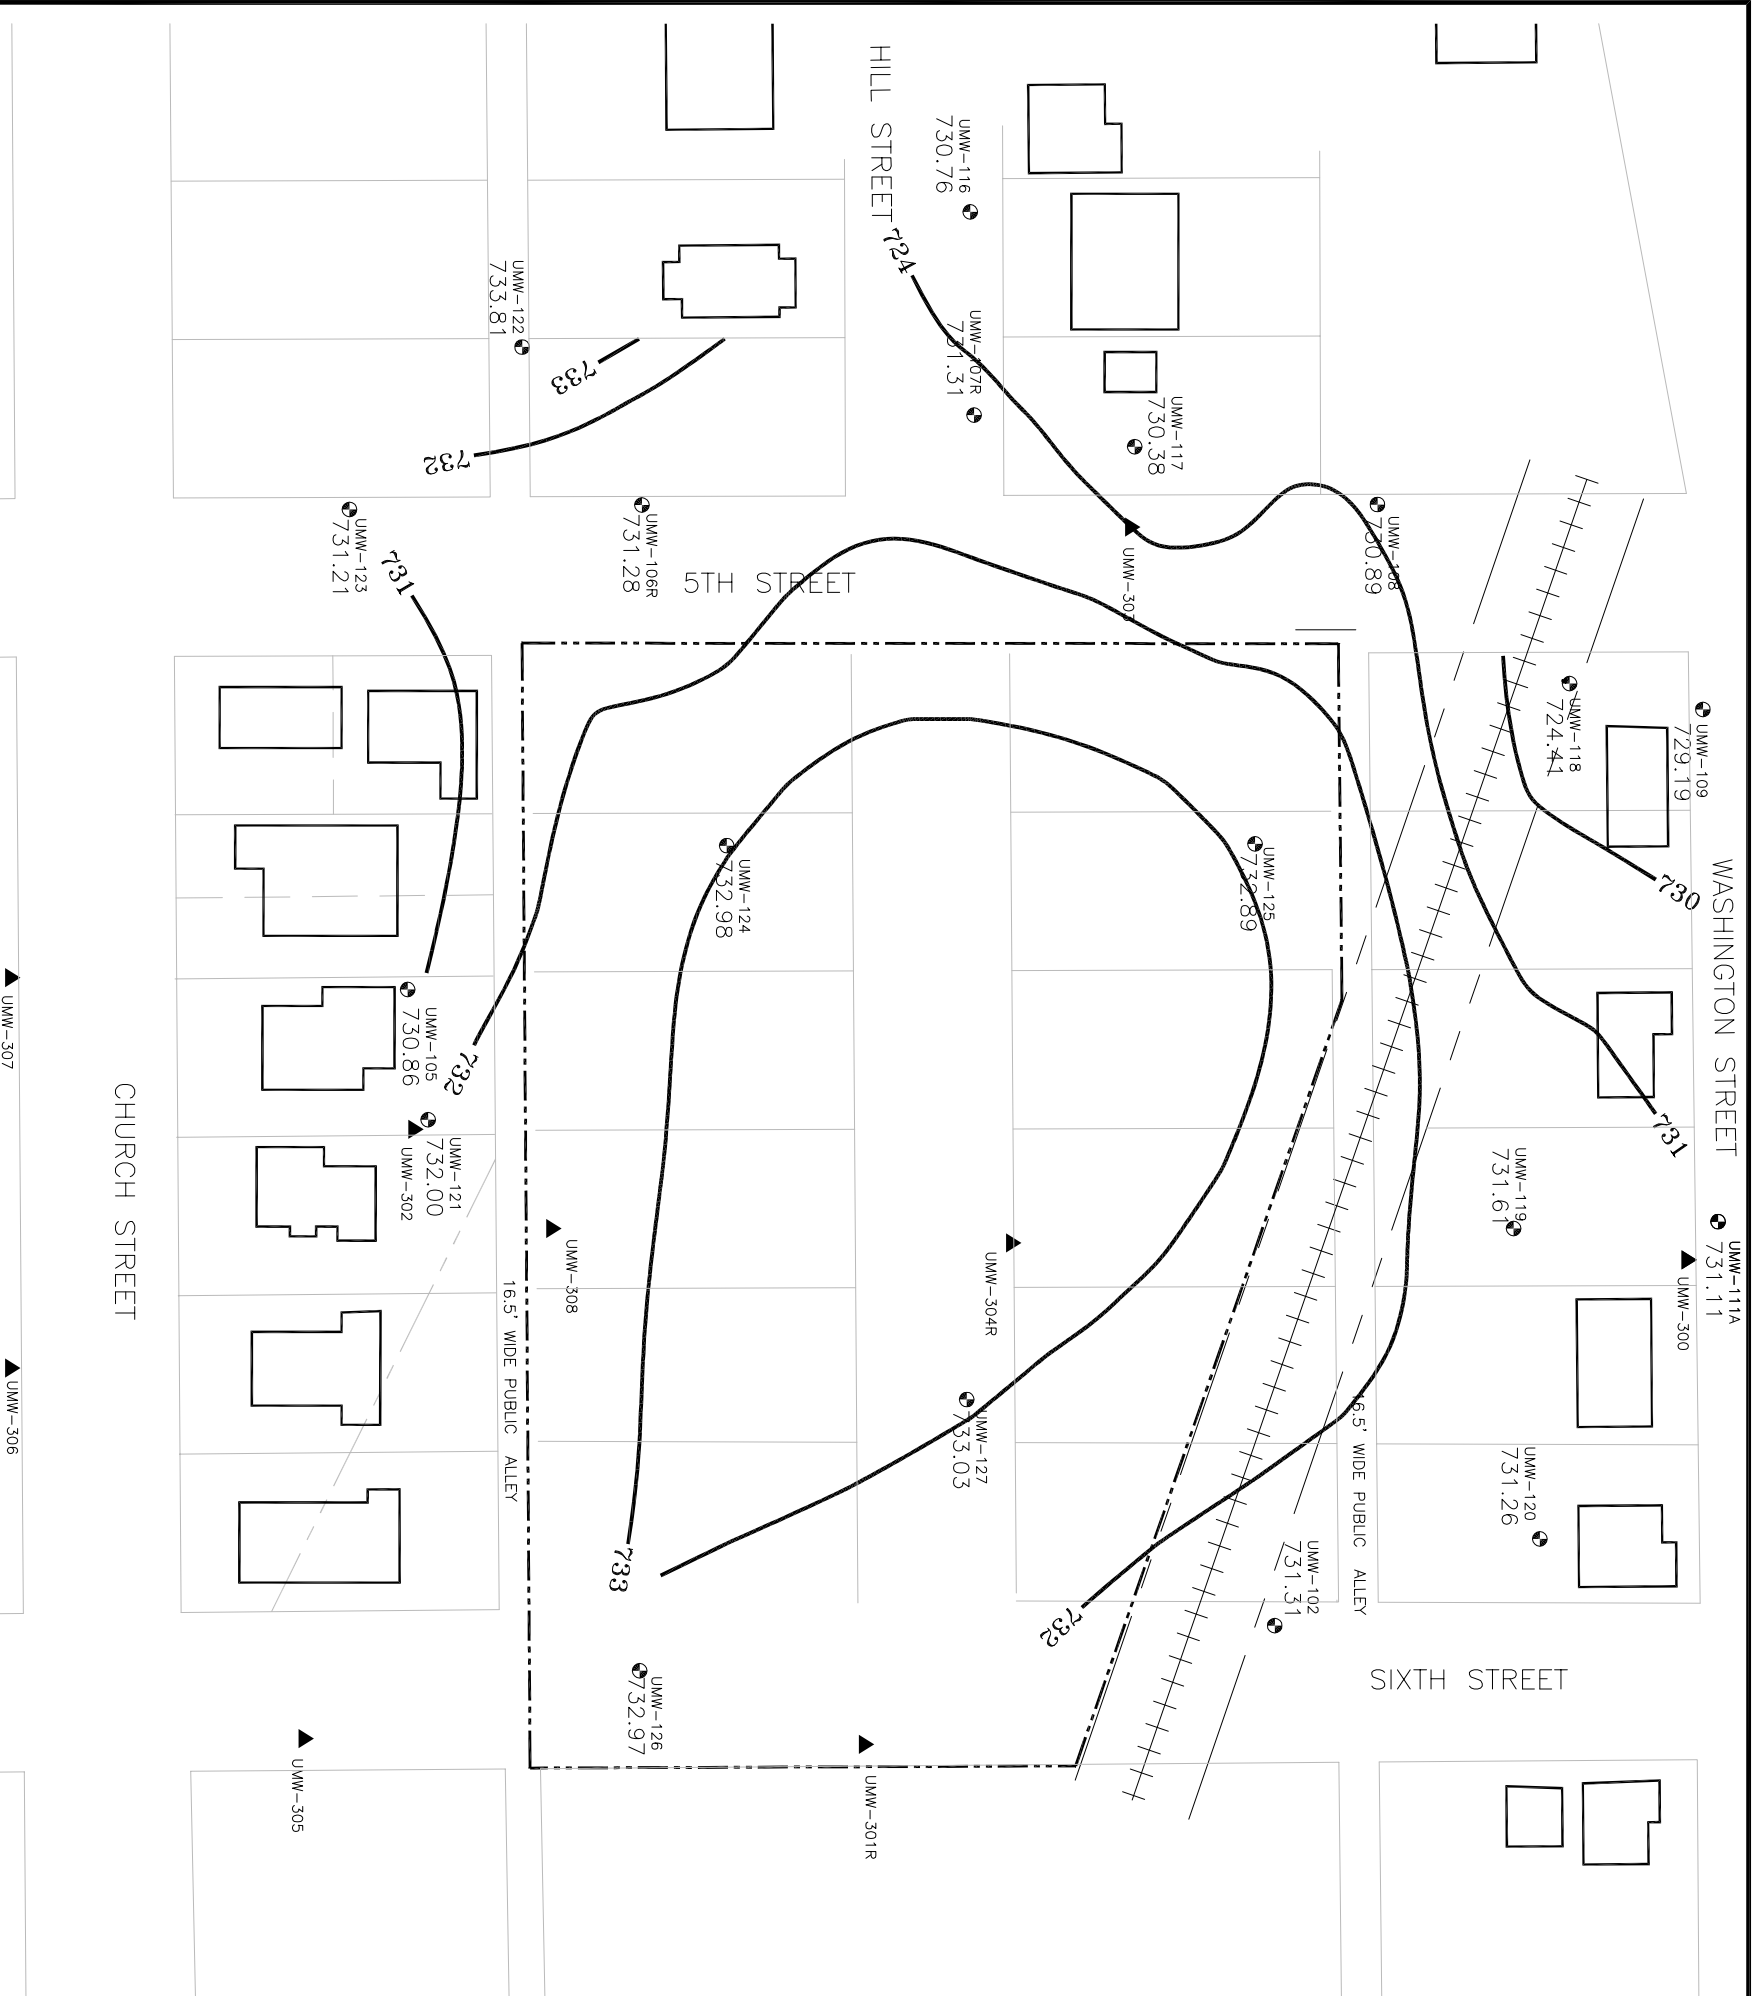 HILL STREET
UMW-116
730.76
724
UMW-122
733.81
UMW-107R
731.31
733
732
UMW-117
730.38
UMW-123
731.21
731
UMW-106R
731.28
5TH STREET
UMW-303
UMW-108
730.89
UMW-118
724.41
UMW-109
729.19
730
WASHINGTON STREET
UMW-124
732.98
UMW-125
732.89
UMW-307
UMW-105
730.86
732
CHURCH STREET
UMW-121
732.00
UMW-302
731
UMW-119
731.61
UMW-111A
731.11
UMW-300
UMW-308
UMW-304R
16.5' WIDE PUBLIC ALLEY
UMW-306
UMW-127
733.03
16.5' WIDE PUBLIC ALLEY
UMW-120
731.26
733
732
UMW-102
731.31
SIXTH STREET
UMW-126
732.97
UMW-305
UMW-301R